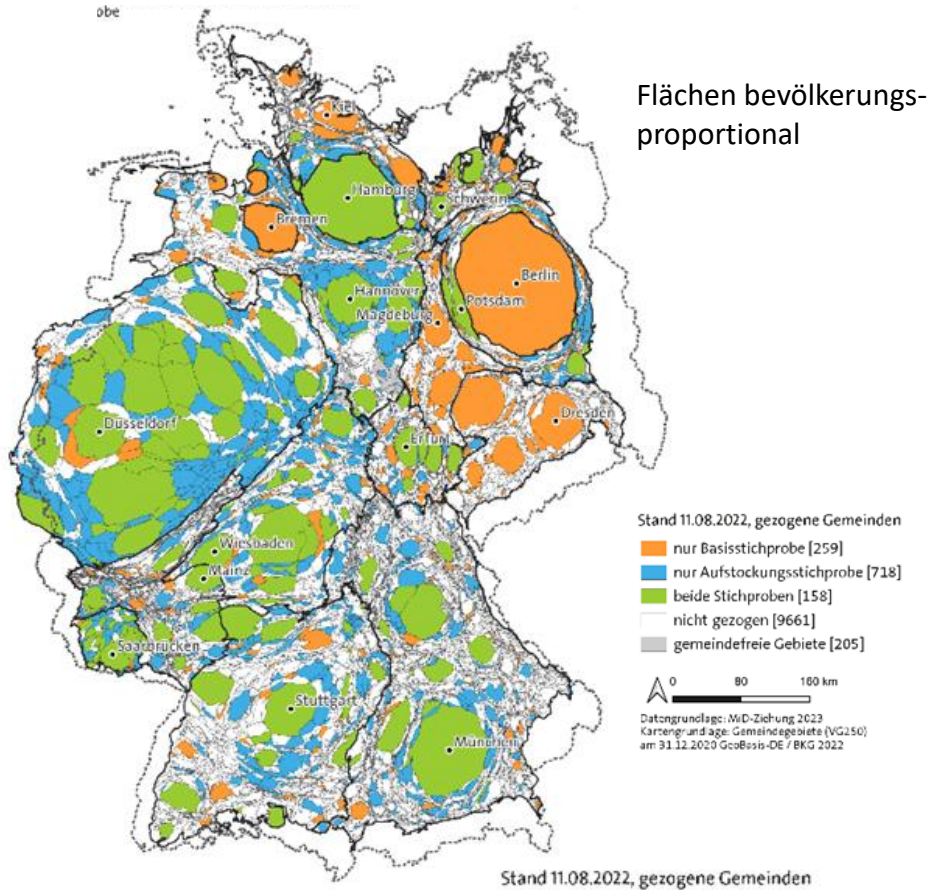 obe
Flächen bevölkerungs-
proportional
Kiel
Hamburg
Schwerin
Bremen
Berlin
Hannover
Potsdam
Magdeburg
Düsseldorf
Dresden
Erfurt
Wiesbaden
Mainz
Saarbrücken
Stuttgart
München
Stand 11.08.2022, gezogene Gemeinden
nur Basisstichprobe [259]
nur Aufstockungsstichprobe [718]
beide Stichproben [158]
nicht gezogen [9661]
gemeindefreie Gebiete [205]
0 80 160 km
Datengrundlage: MiD-Ziehung 2023
Kartengrundlage: Gemeindegebiete (VG250)
am 31.12.2020 GeoBasis-DE / BKG 2022
Stand 11.08.2022, gezogene Gemeinden